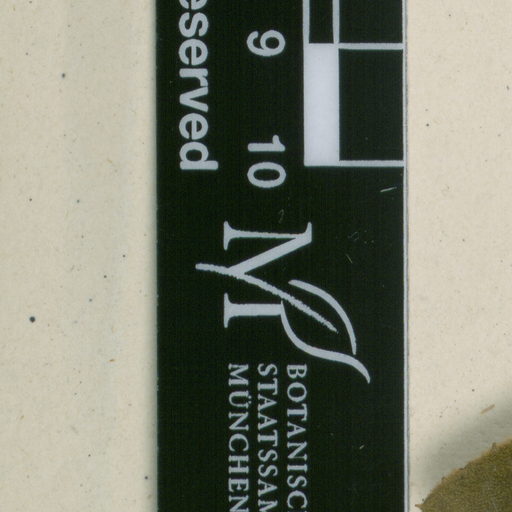 eserved
9 10
M
BOTANISC
STAATSSAM
MÜNCHEN